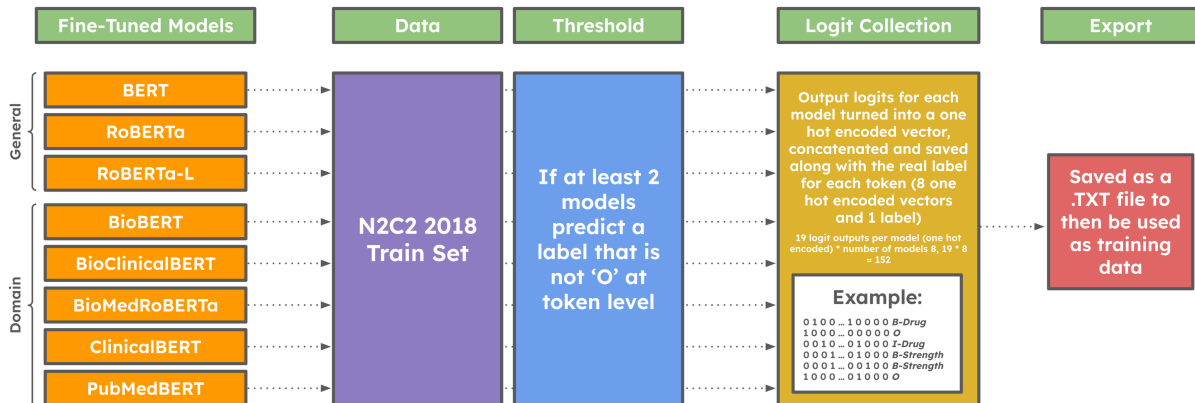 Fine-Tuned Models
Data
Threshold
Logit Collection
Export
General
BERT
RoBERTa
RoBERTa-L
Domain
BioBERT
BioClinicalBERT
BioMedRoBERTa
ClinicalBERT
PubMedBERT
N2C2 2018
Train Set
If at least 2
models
predict a
label that is
not ‘O’ at
token level
Output logits for each
model turned into a one
hot encoded vector,
concatenated and saved
along with the real label
for each token (8 one
hot encoded vectors
and 1 label)
19 logit outputs per model (one hot
encoded) * number of models 8, 19 * 8
= 152
Example:
0 1 0 0 ... 1 0 0 0 0 B-Drug
1 0 0 0 ... 0 0 0 0 0 O
0 0 1 0 ... 0 1 0 0 0 I-Drug
0 0 0 1 ... 0 1 0 0 0 B-Strength
0 0 0 1 ... 0 0 1 0 0 B-Strength
1 0 0 0 ... 0 1 0 0 0 O
Saved as a
.TXT file to
then be used
as training
data